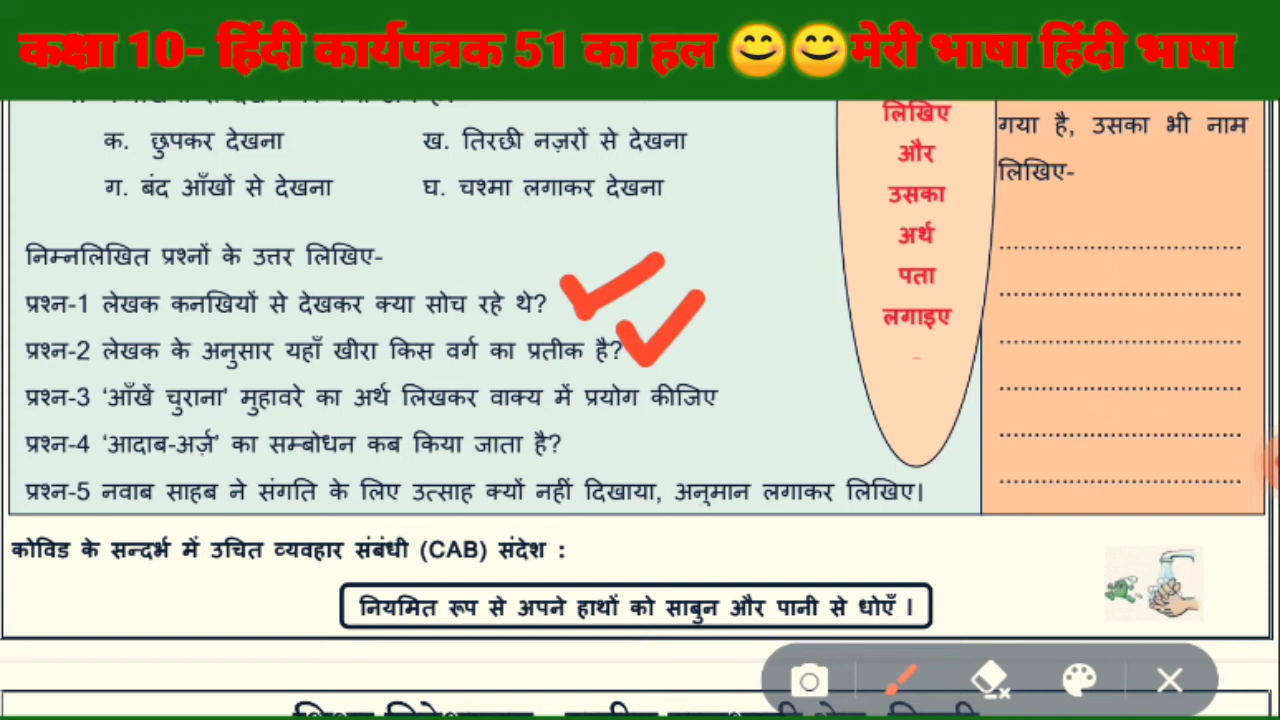 कक्षा 10- हिंदी कार्यपत्रक 51 का हल 😊😊मेरी भाषा हिंदी भाषा
क. छुपकर देखना ख. तिरछी नज़रों से देखना
ग. बंद आँखों से देखना घ. चश्मा लगाकर देखना
निम्नलिखित प्रश्नों के उत्तर लिखिए-
प्रश्न-1 लेखक कनखियों से देखकर क्या सोच रहे थे?
प्रश्न-2 लेखक के अनुसार यहाँ खीरा किस वर्ग का प्रतीक है?
प्रश्न-3 'आँखें चुराना' मुहावरे का अर्थ लिखकर वाक्य में प्रयोग कीजिए
प्रश्न-4 'आदाब-अर्ज़' का सम्बोधन कब किया जाता है?
प्रश्न-5 नवाब साहब ने संगति के लिए उत्साह क्यों नहीं दिखाया, अनुमान लगाकर लिखिए।
लिखिए
और
उसका
अर्थ
पता
लगाइए
गया है, उसका भी नाम
लिखिए-
कोविड के सन्दर्भ में उचित व्यवहार संबंधी (CAB) संदेश :
नियमित रूप से अपने हाथों को साबुन और पानी से धोएँ ।